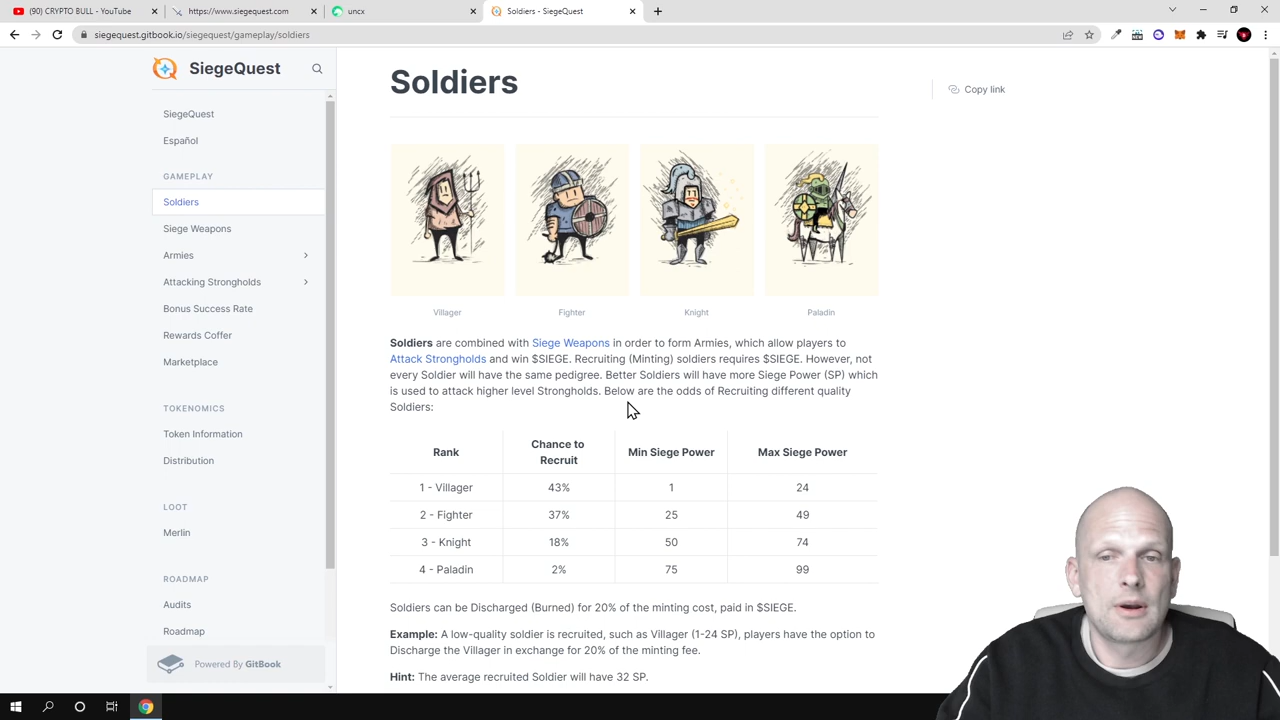 (90) CRYPTO BULL - YouTube
https://www.siegequest.com
uncx
Soldiers - SiegeQuest
siegequest.gitbook.io/siegequest/gameplay/soldiers
SiegeQuest
SiegeQuest
Español
GAMEPLAY
Soldiers
Siege Weapons
Armies
Attacking Strongholds
Bonus Success Rate
Rewards Coffer
Marketplace
TOKENOMICS
Token Information
Distribution
LOOT
Merlin
ROADMAP
Audits
Roadmap
Powered By GitBook
Soldiers
Copy link
Villager Fighter Knight Paladin
Soldiers are combined with Siege Weapons in order to form Armies, which allow players to
Attack Strongholds and win $SIEGE. Recruiting (Minting) soldiers requires $SIEGE. However, not
every Soldier will have the same pedigree. Better Soldiers will have more Siege Power (SP) which
is used to attack higher level Strongholds. Below are the odds of Recruiting different quality
Soldiers:
Rank Chance to Recruit Min Siege Power Max Siege Power
1 - Villager 43% 1 24
2 - Fighter 37% 25 49
3 - Knight 18% 50 74
4 - Paladin 2% 75 99
Soldiers can be Discharged (Burned) for 20% of the minting cost, paid in $SIEGE.
Example: A low-quality soldier is recruited, such as Villager (1-24 SP), players have the option to
Discharge the Villager in exchange for 20% of the minting fee.
Hint: The average recruited Soldier will have 32 SP.